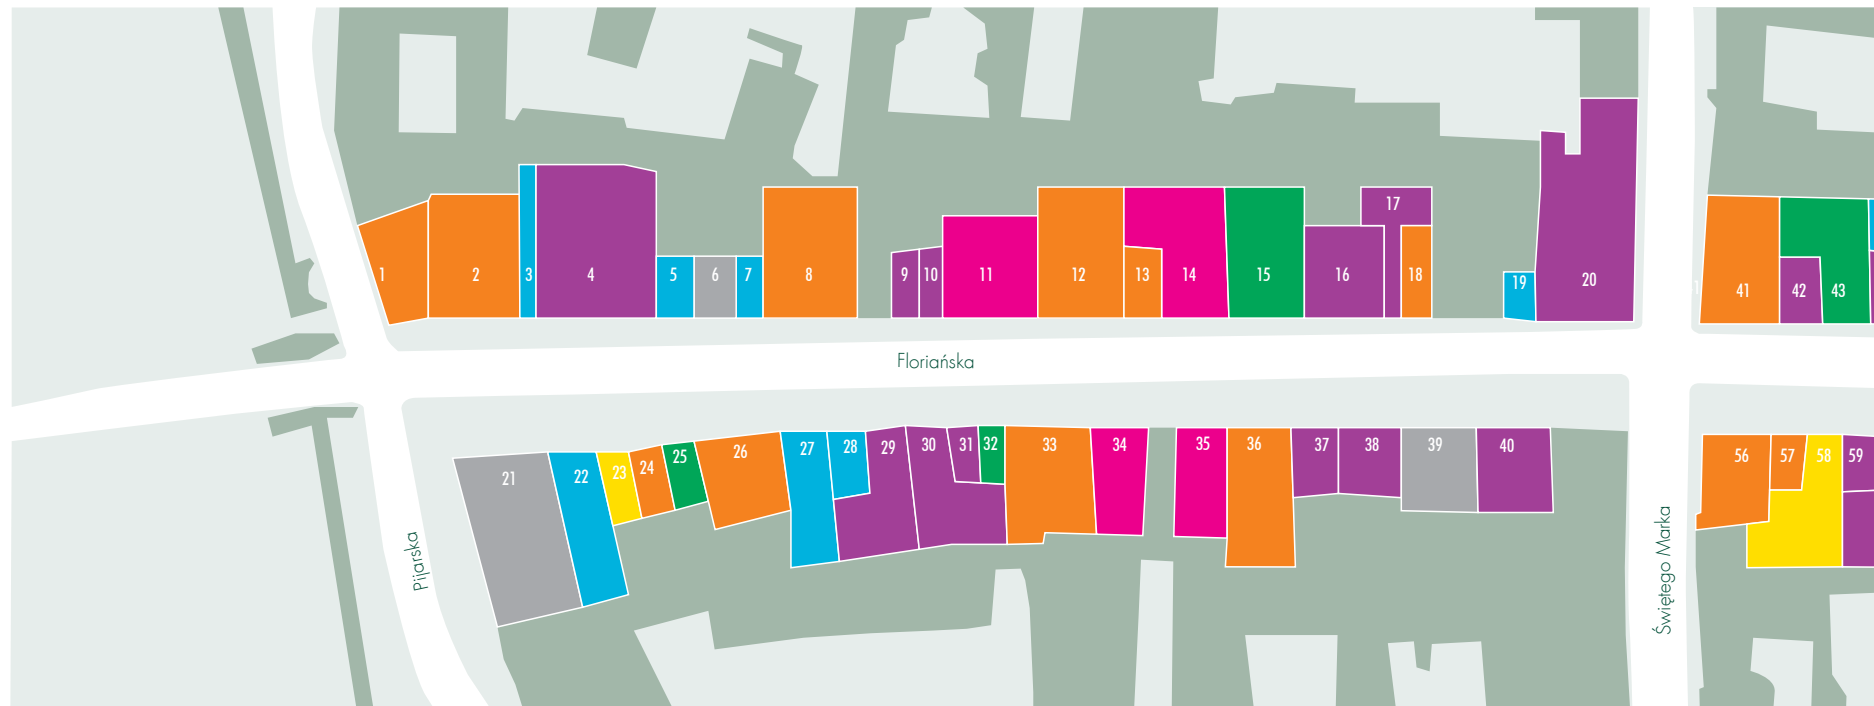 1 2 3 4 5 6 7 8 9 10 11 12 13 14 15 16 17 18 19 20 41 42 43
Floriańska
21 22 23 24 25 26 27 28 29 30 31 32 33 34 35 36 37 38 39 40 56 57 58 59
Pijarska
Świętego Marka